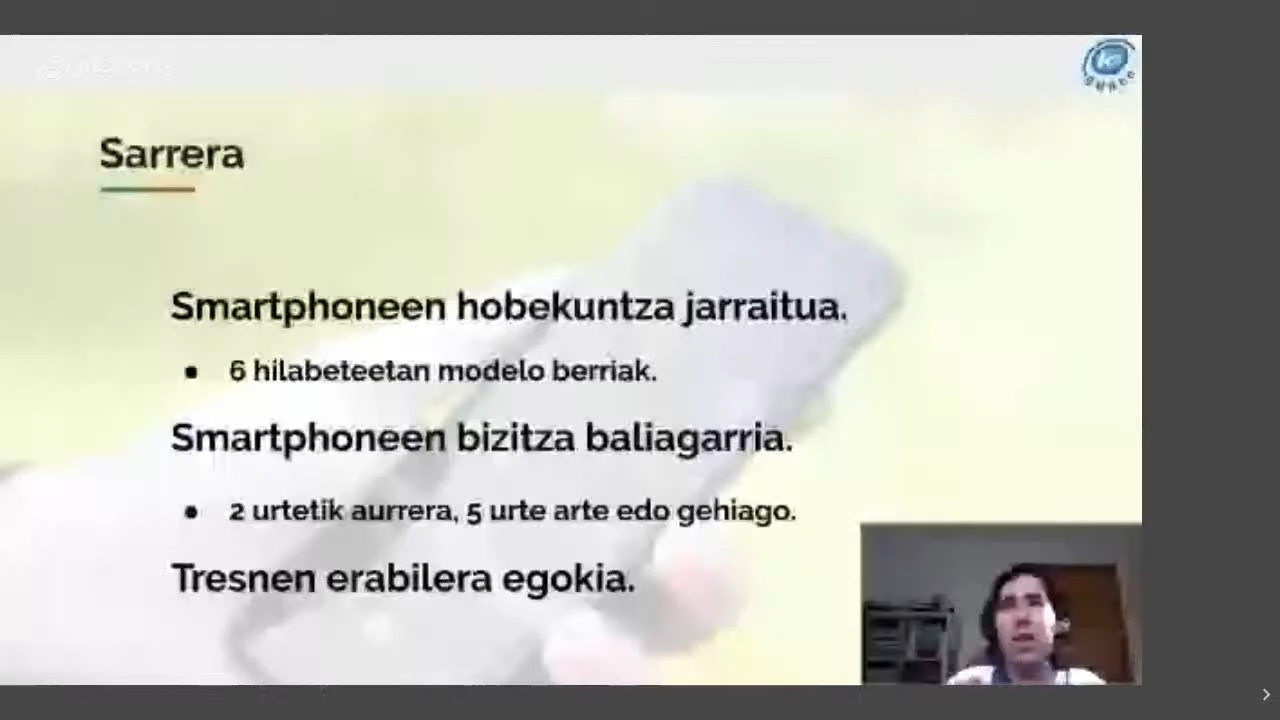 Sarrera
Smartphoneen hobekuntza jarraitua.
● 6 hilabeteetan modelo berriak.
Smartphoneen bizitza baliagarria.
● 2 urtetik aurrera, 5 urte arte edo gehiago.
Tresnen erabilera egokia.